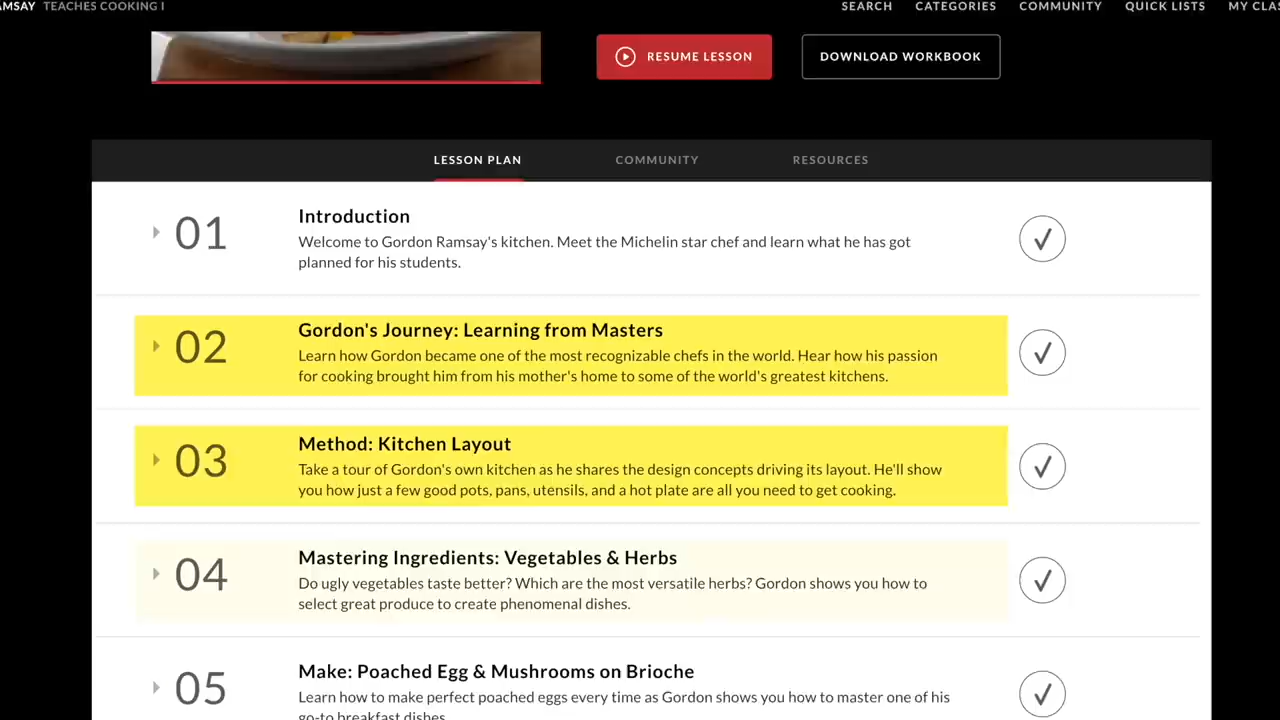 AMSAY TEACHES COOKING I SEARCH CATEGORIES COMMUNITY QUICK LISTS MY CLAS
RESUME LESSON DOWNLOAD WORKBOOK
LESSON PLAN COMMUNITY RESOURCES
01 Introduction
Welcome to Gordon Ramsay's kitchen. Meet the Michelin star chef and learn what he has got
planned for his students.
02 Gordon's Journey: Learning from Masters
Learn how Gordon became one of the most recognizable chefs in the world. Hear how his passion
for cooking brought him from his mother's home to some of the world's greatest kitchens.
03 Method: Kitchen Layout
Take a tour of Gordon's own kitchen as he shares the design concepts driving its layout. He'll show
you how just a few good pots, pans, utensils, and a hot plate are all you need to get cooking.
04 Mastering Ingredients: Vegetables & Herbs
Do ugly vegetables taste better? Which are the most versatile herbs? Gordon shows you how to
select great produce to create phenomenal dishes.
05 Make: Poached Egg & Mushrooms on Brioche
Learn how to make perfect poached eggs every time as Gordon shows you how to master one of his
go-to breakfast dishes.